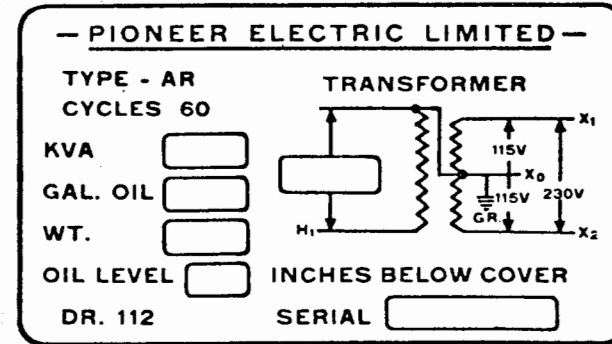 — PIONEER ELECTRIC LIMITED —
TYPE - AR
CYCLES 60
TRANSFORMER
KVA
GAL. OIL
WT.
H1
X1
115V
X0
115V
230V
GR.
X2
OIL LEVEL INCHES BELOW COVER
DR. 112 SERIAL